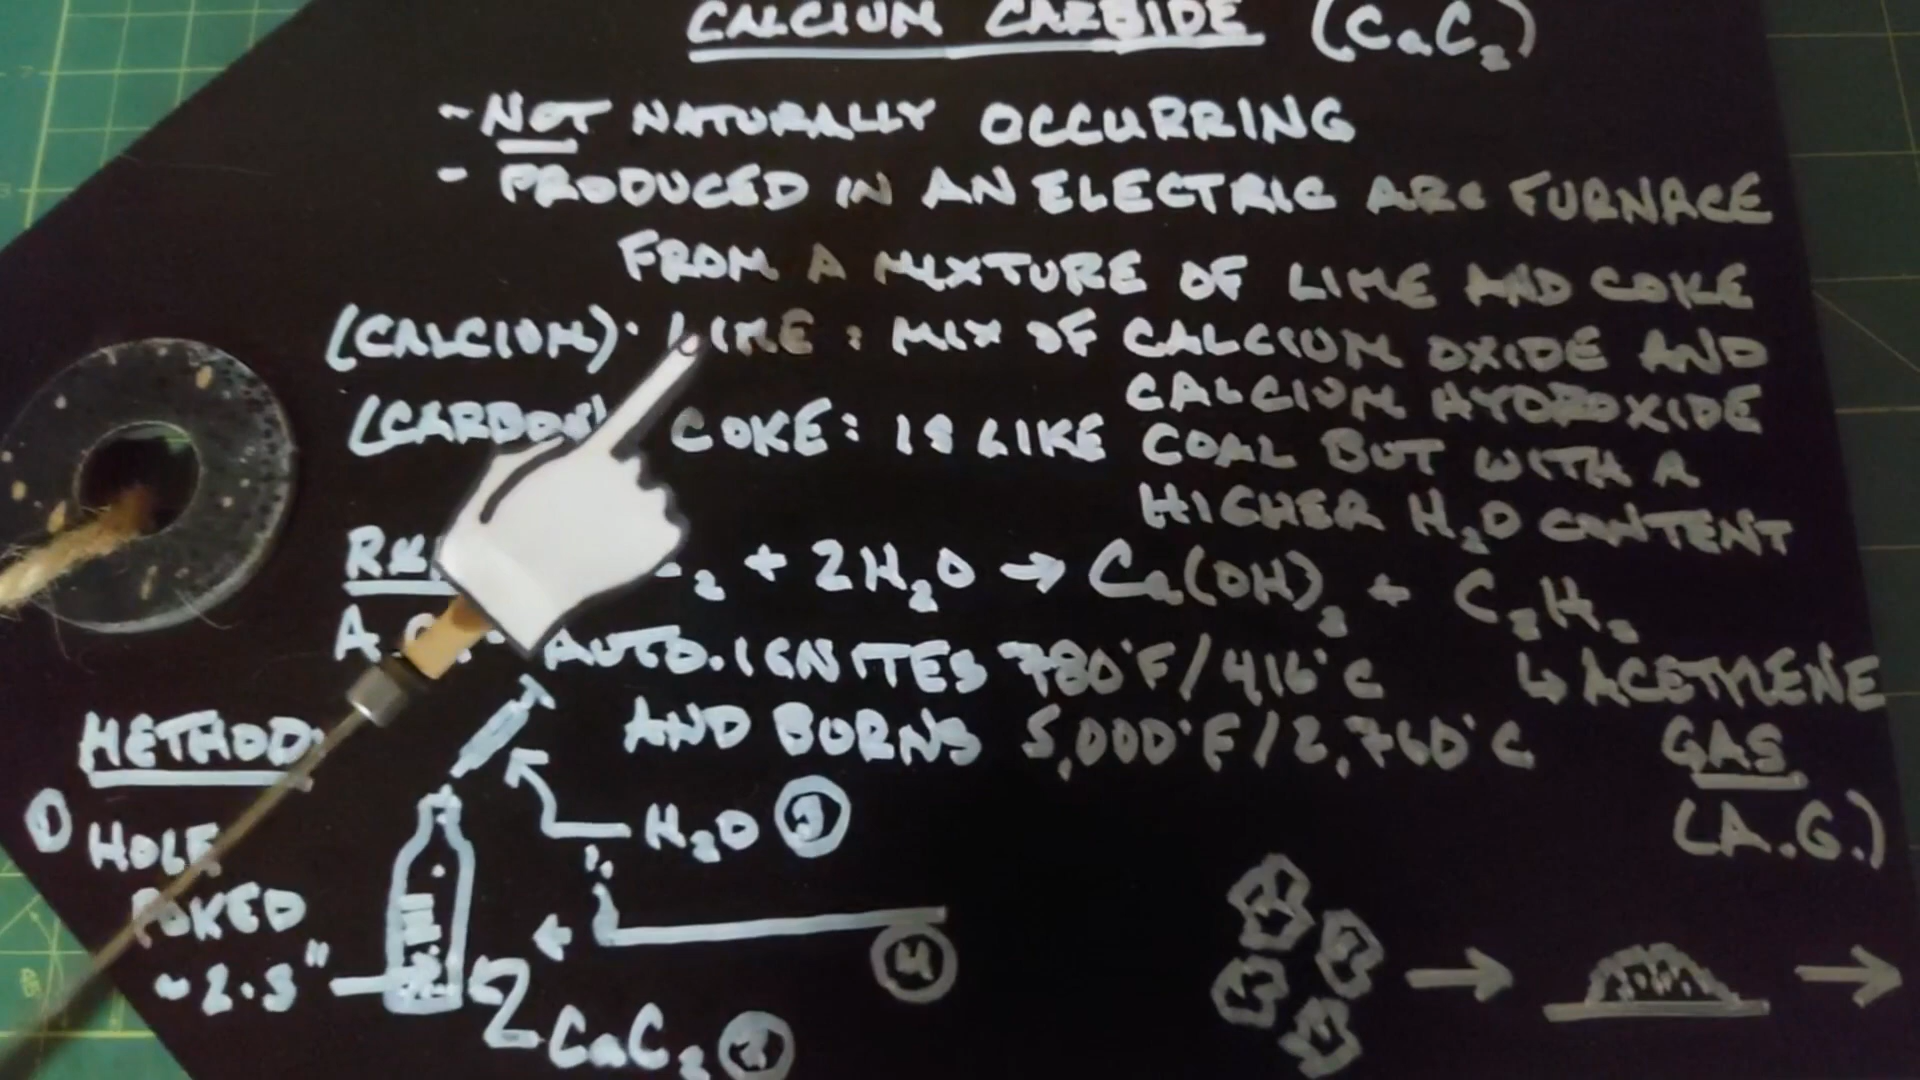 CALCIUM CARBIDE (CaC₂)
~ NOT NATURALLY OCCURRING
- PRODUCED IN AN ELECTRIC ARC FURNACE
FROM A MIXTURE OF LIME AND COKE
(CALCIUM) · LIME : MIX OF CALCIUM OXIDE AND
CALCIUM HYDROXIDE
(CARBON) COKE: IS LIKE COAL BUT WITH A
HIGHER H₂O CONTENT
₂ + 2H₂O → Ca(OH)₂ + C₂H₂
↳ ACETYLENE
GAS
(A.G.)
AUTO.IGNITES 780°F/416°C
AND BURNS 5,000°F/2,760°C
METHOD:
① HOLE
POKED
~2.5"
H₂O ③
④
CaC₂ ②